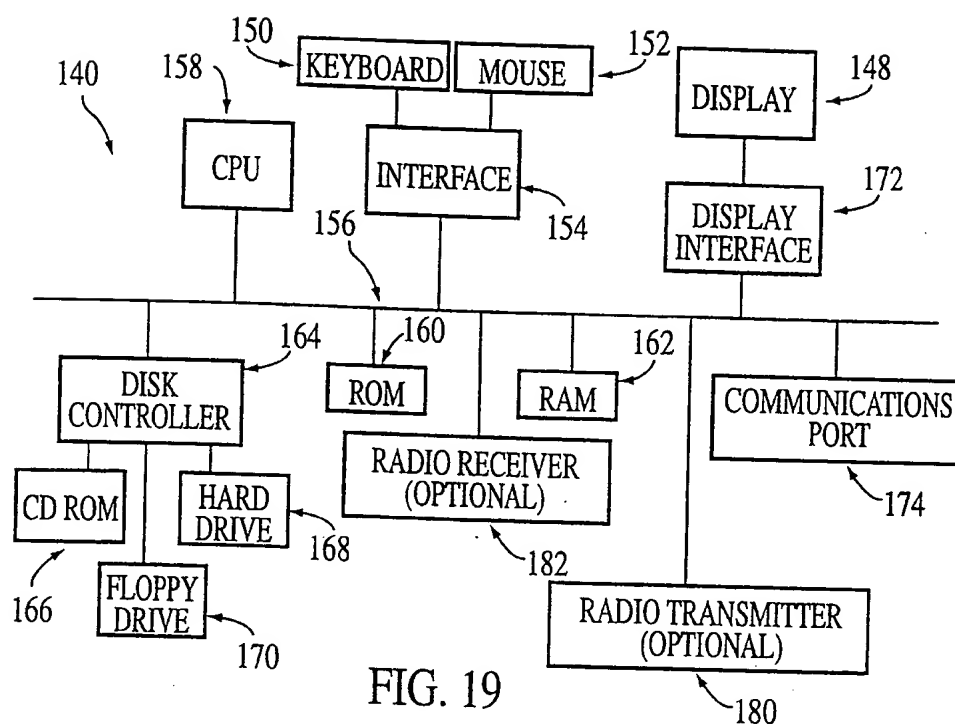 150
KEYBOARD
MOUSE
152
158
140
DISPLAY
148
CPU
INTERFACE
154
172
DISPLAY
INTERFACE
156
164
160
162
DISK
CONTROLLER
ROM
RAM
COMMUNICATIONS
PORT
174
RADIO RECEIVER
(OPTIONAL)
182
CD ROM
166
HARD
DRIVE
168
FLOPPY
DRIVE
170
RADIO TRANSMITTER
(OPTIONAL)
180
FIG. 19